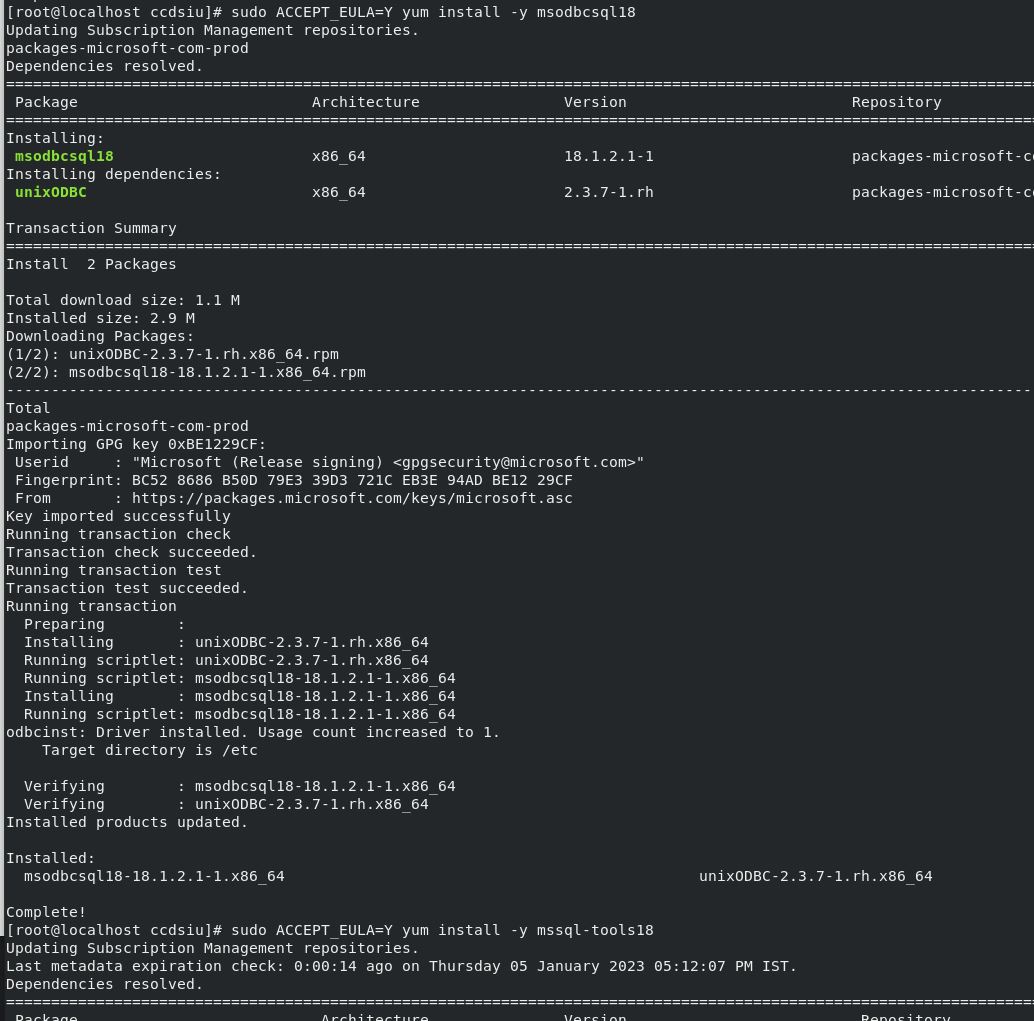 [root@localhost ccdsiu]# sudo ACCEPT_EULA=Y yum install -y msodbcsql18
Updating Subscription Management repositories.
packages-microsoft-com-prod
Dependencies resolved.
================================================================================
Package Architecture Version Repository
================================================================================
Installing:
msodbcsql18 x86_64 18.1.2.1-1 packages-microsoft-co
Installing dependencies:
unixODBC x86_64 2.3.7-1.rh packages-microsoft-co
Transaction Summary
================================================================================
Install 2 Packages
Total download size: 1.1 M
Installed size: 2.9 M
Downloading Packages:
(1/2): unixODBC-2.3.7-1.rh.x86_64.rpm
(2/2): msodbcsql18-18.1.2.1-1.x86_64.rpm
--------------------------------------------------------------------------------
Total
packages-microsoft-com-prod
Importing GPG key 0xBE1229CF:
Userid : "Microsoft (Release signing) <gpgsecurity@microsoft.com>"
Fingerprint: BC52 8686 B50D 79E3 39D3 721C EB3E 94AD BE12 29CF
From : https://packages.microsoft.com/keys/microsoft.asc
Key imported successfully
Running transaction check
Transaction check succeeded.
Running transaction test
Transaction test succeeded.
Running transaction
Preparing :
Installing : unixODBC-2.3.7-1.rh.x86_64
Running scriptlet: unixODBC-2.3.7-1.rh.x86_64
Running scriptlet: msodbcsql18-18.1.2.1-1.x86_64
Installing : msodbcsql18-18.1.2.1-1.x86_64
Running scriptlet: msodbcsql18-18.1.2.1-1.x86_64
odbcinst: Driver installed. Usage count increased to 1.
Target directory is /etc
Verifying : msodbcsql18-18.1.2.1-1.x86_64
Verifying : unixODBC-2.3.7-1.rh.x86_64
Installed products updated.
Installed:
msodbcsql18-18.1.2.1-1.x86_64 unixODBC-2.3.7-1.rh.x86_64
Complete!
[root@localhost ccdsiu]# sudo ACCEPT_EULA=Y yum install -y mssql-tools18
Updating Subscription Management repositories.
Last metadata expiration check: 0:00:14 ago on Thursday 05 January 2023 05:12:07 PM IST.
Dependencies resolved.
================================================================================
Package Architecture Version Repository